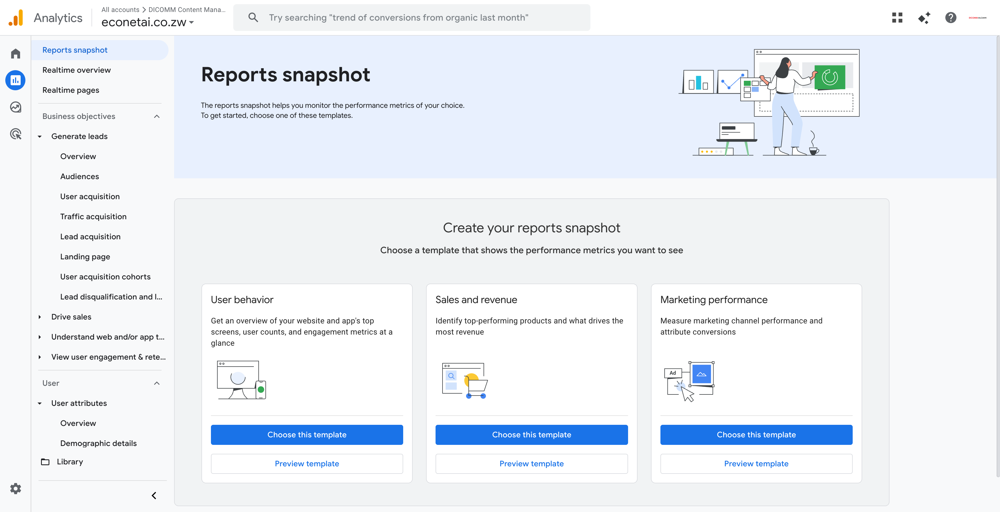 Analytics
All accounts > DICOMM Content Mana...
econetai.co.zw
Try searching "trend of conversions from organic last month"
DICOMM McCANN
Reports snapshot
Realtime overview
Realtime pages
Business objectives
Generate leads
Overview
Audiences
User acquisition
Traffic acquisition
Lead acquisition
Landing page
User acquisition cohorts
Lead disqualification and l...
Drive sales
Understand web and/or app t...
View user engagement & rete...
User
User attributes
Overview
Demographic details
Library
Reports snapshot
The reports snapshot helps you monitor the performance metrics of your choice.
To get started, choose one of these templates.
Create your reports snapshot
Choose a template that shows the performance metrics you want to see
User behavior
Get an overview of your website and app's top
screens, user counts, and engagement metrics at a
glance
Choose this template
Preview template
Sales and revenue
Identify top-performing products and what drives the
most revenue
Choose this template
Preview template
Marketing performance
Measure marketing channel performance and
attribute conversions
Ad
Choose this template
Preview template